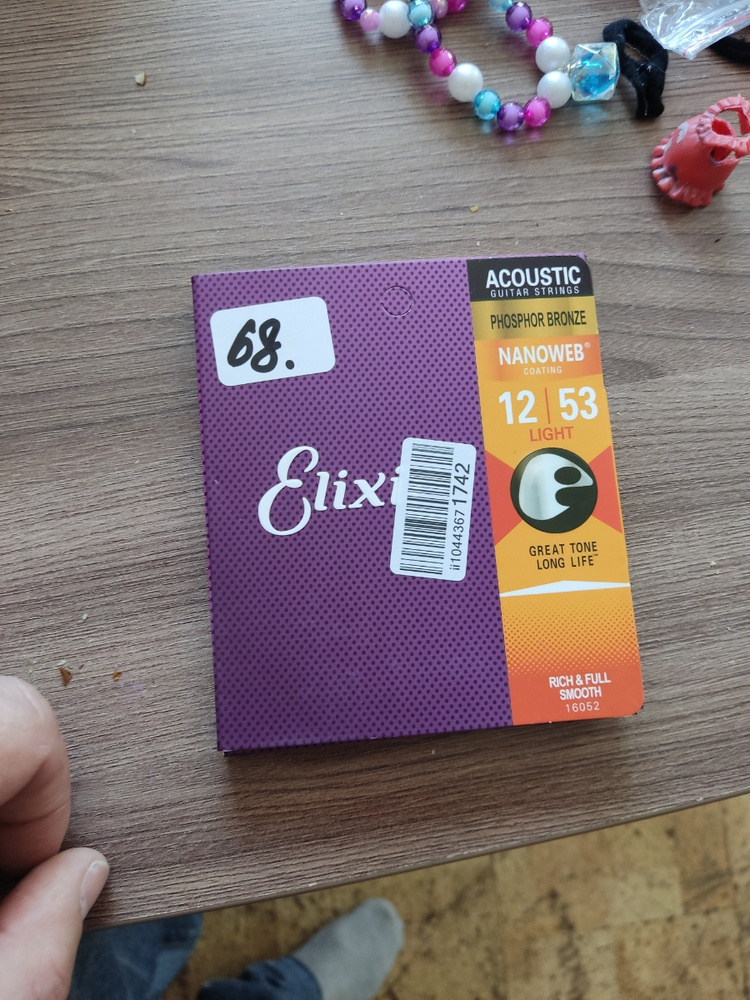 ACOUSTIC
GUITAR STRINGS
PHOSPHOR BRONZE
NANOWEB®
COATING
12 | 53
LIGHT
GREAT TONE
LONG LIFE™
RICH & FULL
SMOOTH
16052
68.
Elixi
ii10443671742